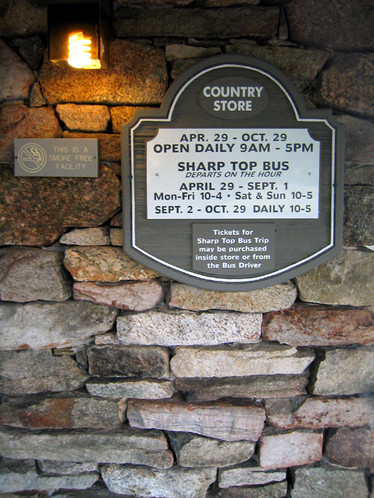 COUNTRY
STORE
APR. 29 - OCT. 29
OPEN DAILY 9AM - 5PM
SHARP TOP BUS
DEPARTS ON THE HOUR
APRIL 29 - SEPT. 1
Mon-Fri 10-4 • Sat & Sun 10-5
SEPT. 2 - OCT. 29 DAILY 10-5
Tickets for
Sharp Top Bus Trip
may be purchased
inside store or from
the Bus Driver
THIS IS A
SMOKE FREE
FACILITY